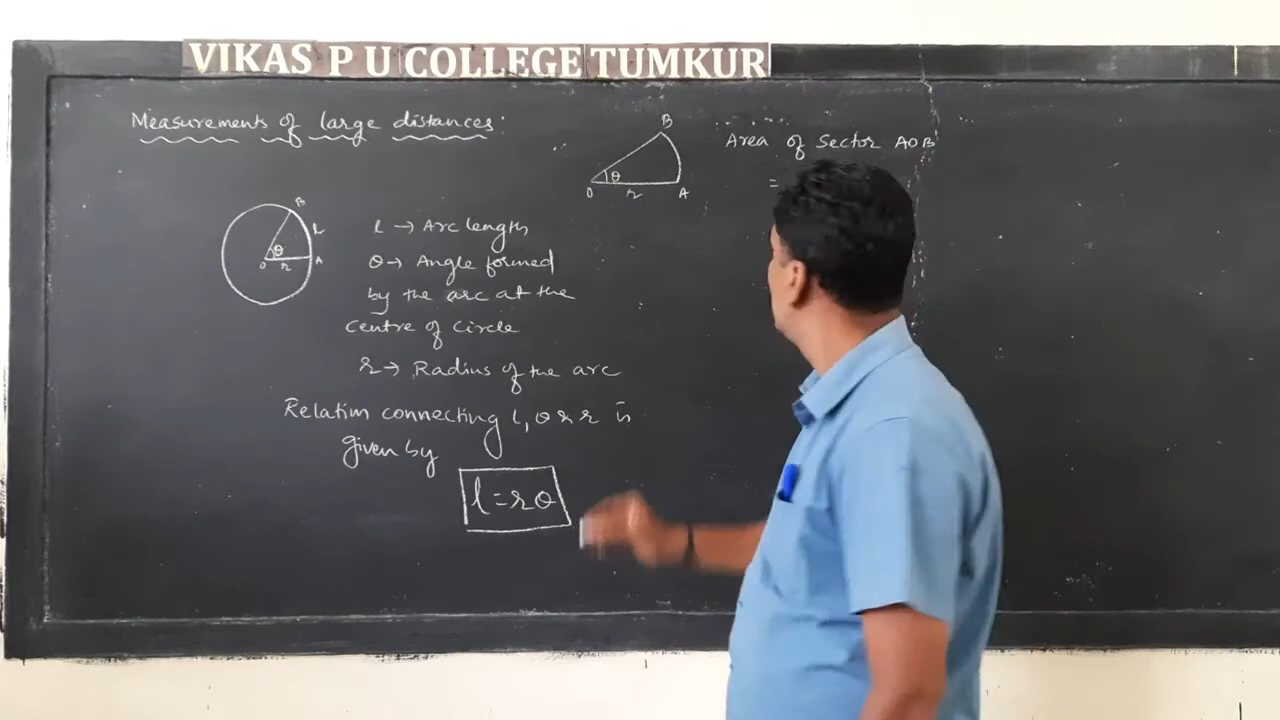 VIKAS P U COLLEGE TUMKUR
Measurements of large distances:
B
l
θ
O r A
l → Arc length
θ → Angle formed
by the arc at the
centre of circle
r → Radius of the arc
Relation connecting l, θ & r is
given by
l = rθ
B
θ
O r A
Area of sector AOB
=